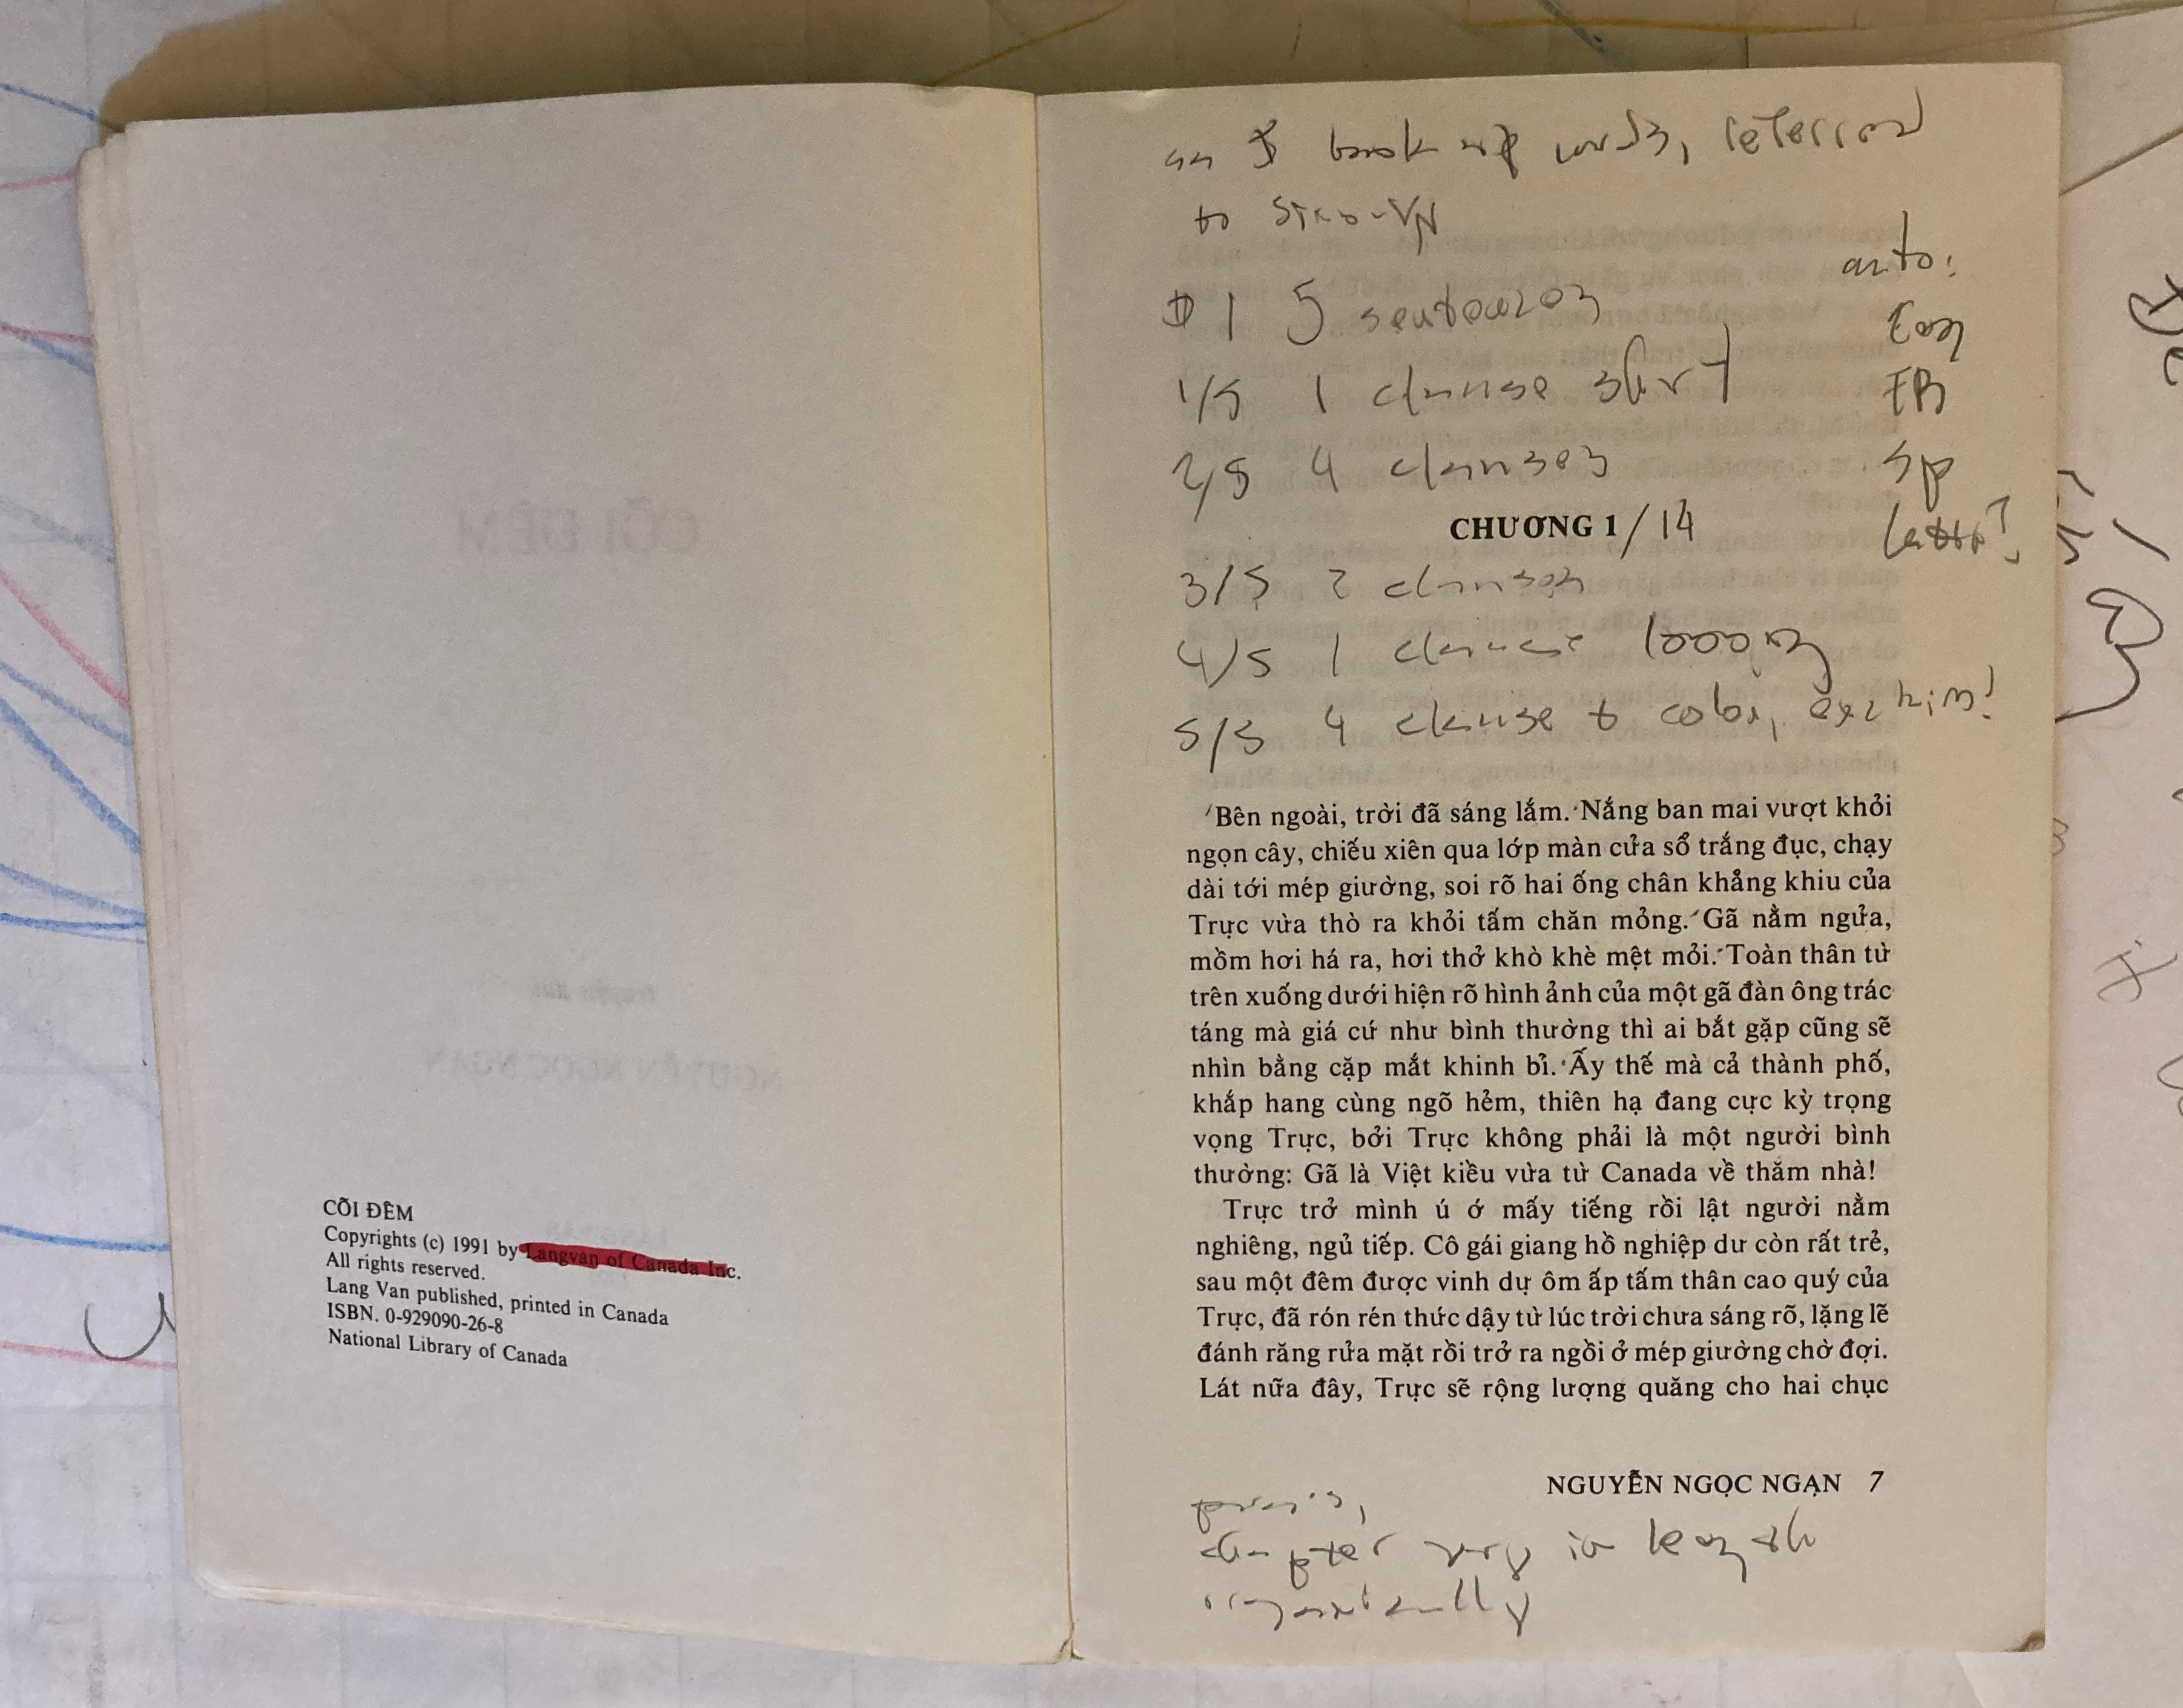 CÕI ĐÊM
Copyrights (c) 1991 by Langvan of Canada Inc.
All rights reserved.
Lang Van published, printed in Canada
ISBN. 0-929090-26-8
National Library of Canada
book words, referred
to Sino-VN
1 5 sentences
1/5 1 clause short
2/5 4 clauses
auto:
Eng
FR
Sp
CHƯƠNG 1 / 14
3/5 2 clauses
4/5 1 clause looong
5/5 4 clause to colon, exclaim!
Bên ngoài, trời đã sáng lắm. Nắng ban mai vượt khỏi
ngọn cây, chiếu xiên qua lớp màn cửa sổ trắng đục, chạy
dài tới mép giường, soi rõ hai ống chân khẳng khiu của
Trực vừa thò ra khỏi tấm chăn mỏng. Gã nằm ngửa,
mồm hơi há ra, hơi thở khò khè mệt mỏi. Toàn thân từ
trên xuống dưới hiện rõ hình ảnh của một gã đàn ông trác
táng mà giá cứ như bình thường thì ai bắt gặp cũng sẽ
nhìn bằng cặp mắt khinh bỉ. Ấy thế mà cả thành phố,
khắp hang cùng ngõ hẻm, thiên hạ đang cực kỳ trọng
vọng Trực, bởi Trực không phải là một người bình
thường: Gã là Việt kiều vừa từ Canada về thăm nhà!
Trực trở mình ú ớ mấy tiếng rồi lật người nằm
nghiêng, ngủ tiếp. Cô gái giang hồ nghiệp dư còn rất trẻ,
sau một đêm được vinh dự ôm ấp tấm thân cao quý của
Trực, đã rón rén thức dậy từ lúc trời chưa sáng rõ, lặng lẽ
đánh răng rửa mặt rồi trở ra ngồi ở mép giường chờ đợi.
Lát nữa đây, Trực sẽ rộng lượng quăng cho hai chục
NGUYỄN NGỌC NGẠN 7
chapter vary in length
organically